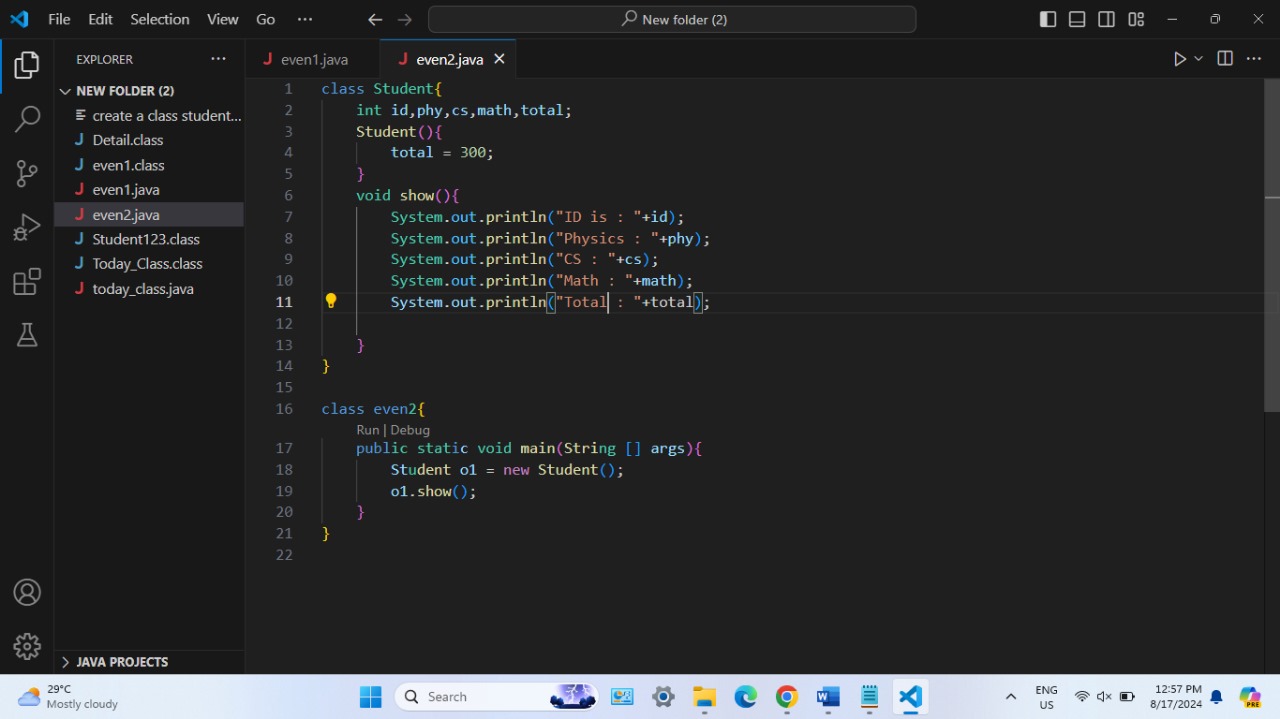 File Edit Selection View Go ···
New folder (2)
EXPLORER ···
NEW FOLDER (2)
create a class student...
Detail.class
even1.class
even1.java
even2.java
Student123.class
Today_Class.class
today_class.java
JAVA PROJECTS
even1.java even2.java
1 class Student{
2 int id,phy,cs,math,total;
3 Student(){
4 total = 300;
5 }
6 void show(){
7 System.out.println("ID is : "+id);
8 System.out.println("Physics : "+phy);
9 System.out.println("CS : "+cs);
10 System.out.println("Math : "+math);
11 System.out.println("Total : "+total);
12
13 }
14 }
15
16 class even2{
Run | Debug
17 public static void main(String [] args){
18 Student o1 = new Student();
19 o1.show();
20 }
21 }
22
29°C
Mostly cloudy
Search
ENG
US
12:57 PM
8/17/2024
PRE